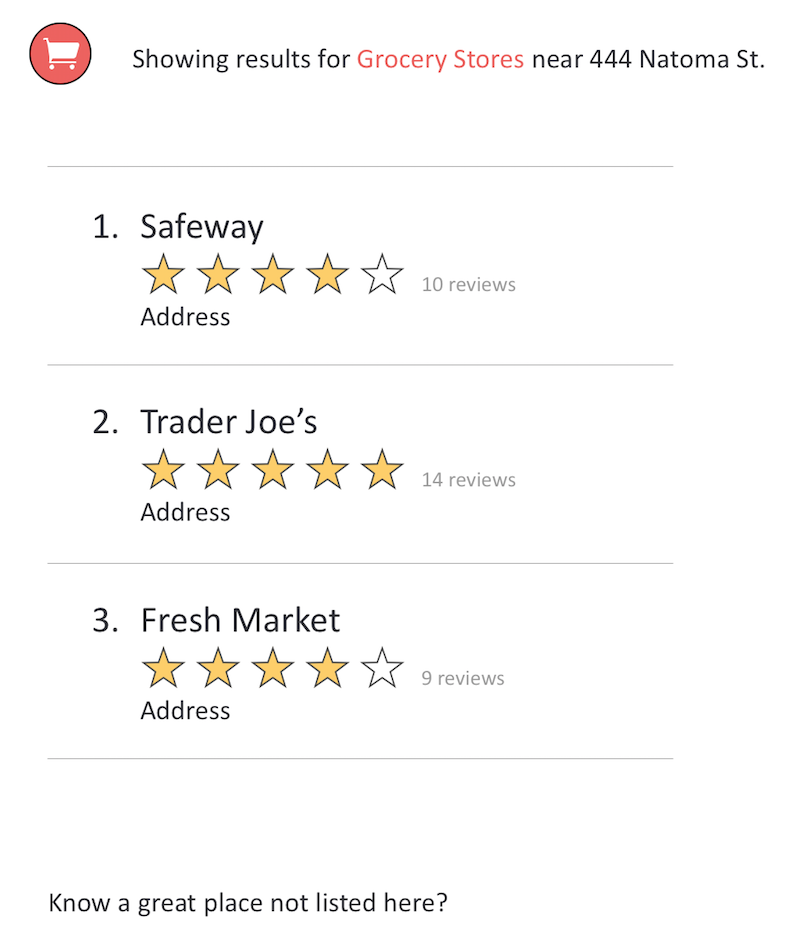 Showing results for Grocery Stores near 444 Natoma St.
1. Safeway
10 reviews
Address
2. Trader Joe’s
14 reviews
Address
3. Fresh Market
9 reviews
Address
Know a great place not listed here?